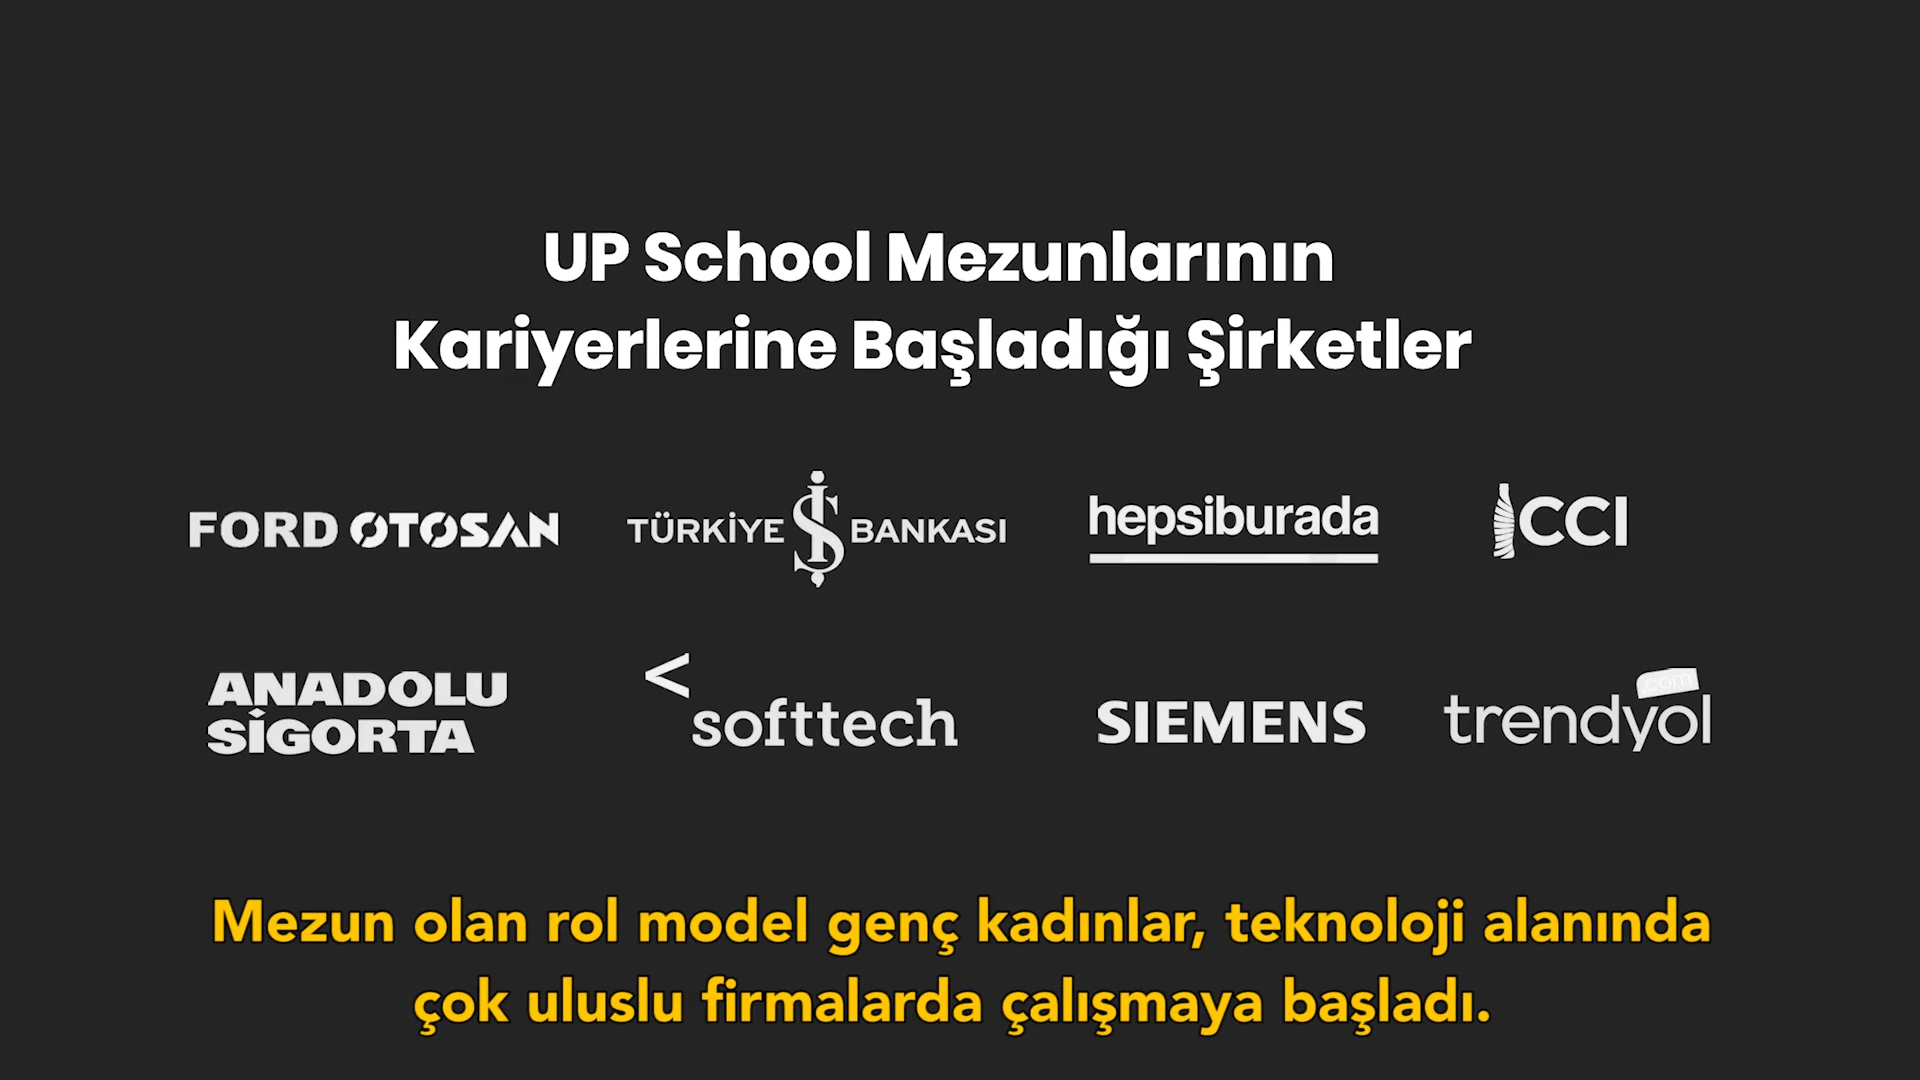 UP School Mezunlarının
Kariyerlerine Başladığı Şirketler
FORD OTOSAN
TÜRKİYE İŞ BANKASI
hepsiburada
CCI
ANADOLU
SİGORTA
<softtech
SIEMENS
trendyol
.com
Mezun olan rol model genç kadınlar, teknoloji alanında
çok uluslu firmalarda çalışmaya başladı.